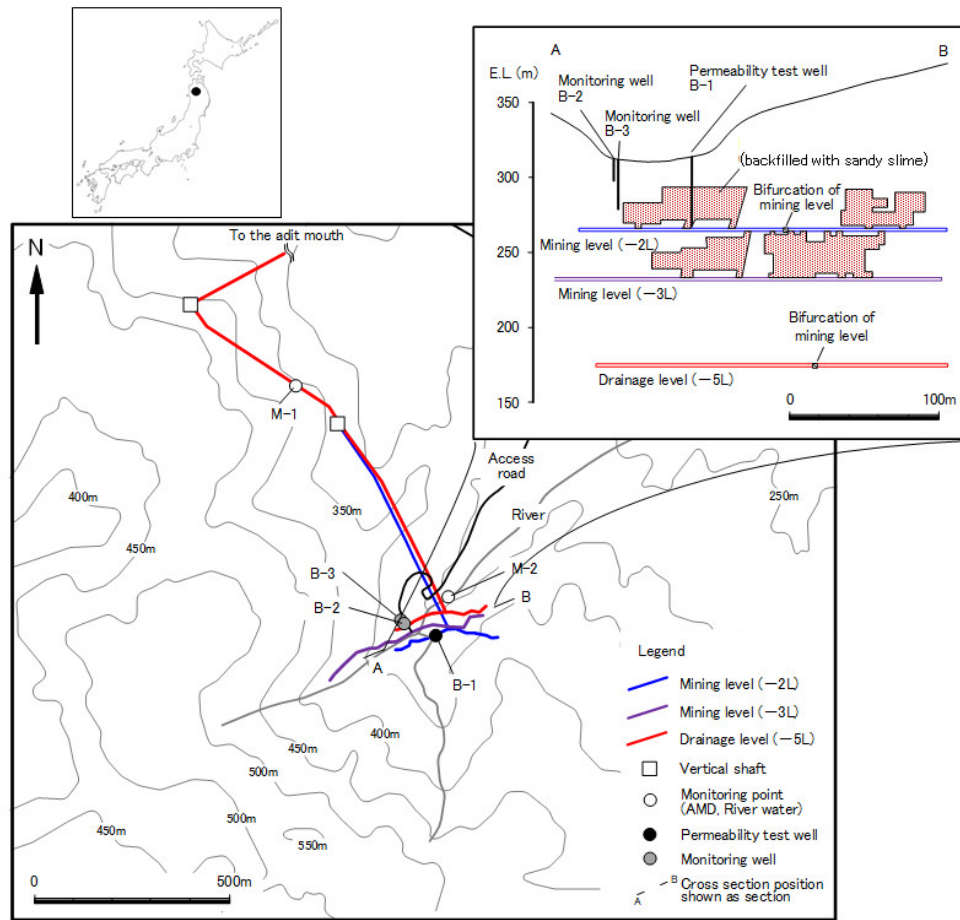 A
B
E.L. (m)
Monitoring well
B-2
Permeability test well
B-1
Monitoring well
B-3
350
300
250
200
150
(backfilled with sandy slime)
Bifurcation of
mining level
Mining level (-2L)
Mining level (-3L)
Bifurcation of
mining level
Drainage level (-5L)
0
100m
N
To the adit mouth
M-1
Access
road
River
350m
400m
450m
250m
B-3
B-2
M-2
B
A
B-1
450m
400m
500m
500m
450m
550m
0
500m
Legend
Mining level (-2L)
Mining level (-3L)
Drainage level (-5L)
Vertical shaft
Monitoring point
(AMD, River water)
Permeability test well
Monitoring well
B
A
Cross section position
shown as section